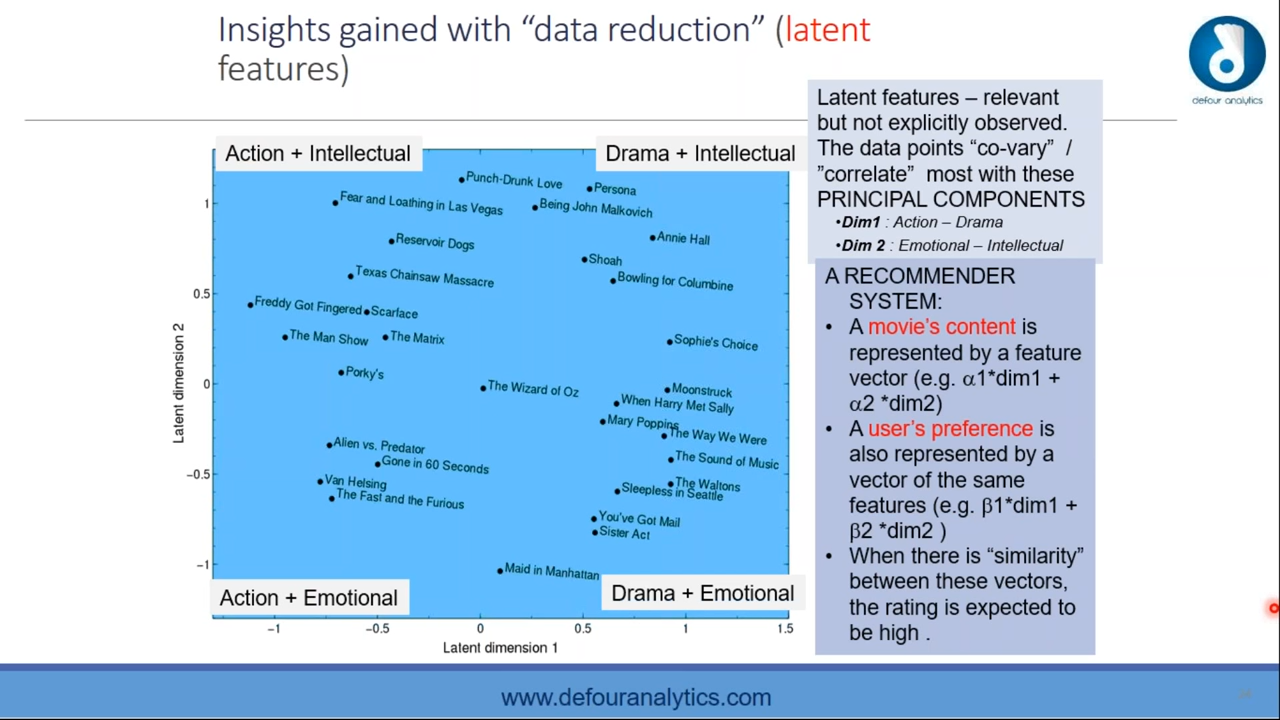 Insights gained with “data reduction” (latent
features)
defour analytics
Latent features – relevant
but not explicitly observed.
The data points “co-vary” /
”correlate” most with these
PRINCIPAL COMPONENTS
•Dim1 : Action – Drama
•Dim 2 : Emotional – Intellectual
Action + Intellectual
Drama + Intellectual
Punch-Drunk Love
Persona
Fear and Loathing in Las Vegas
Being John Malkovich
Annie Hall
Reservoir Dogs
Shoah
Texas Chainsaw Massacre
Bowling for Columbine
Freddy Got Fingered
Scarface
The Man Show
The Matrix
Sophie's Choice
Porky's
The Wizard of Oz
Moonstruck
When Harry Met Sally
Mary Poppins
The Way We Were
Alien vs. Predator
Gone in 60 Seconds
The Sound of Music
Van Helsing
The Waltons
Sleepless in Seattle
The Fast and the Furious
You've Got Mail
Sister Act
Maid in Manhattan
Action + Emotional
Drama + Emotional
1
0.5
0
−0.5
−1
Latent dimension 2
−1
−0.5
0
0.5
1
1.5
Latent dimension 1
A RECOMMENDER
SYSTEM:
• A movie’s content is
represented by a feature
vector (e.g. α1*dim1 +
α2 *dim2)
• A user’s preference is
also represented by a
vector of the same
features (e.g. β1*dim1 +
β2 *dim2 )
• When there is “similarity”
between these vectors,
the rating is expected to
be high .
www.defouranalytics.com